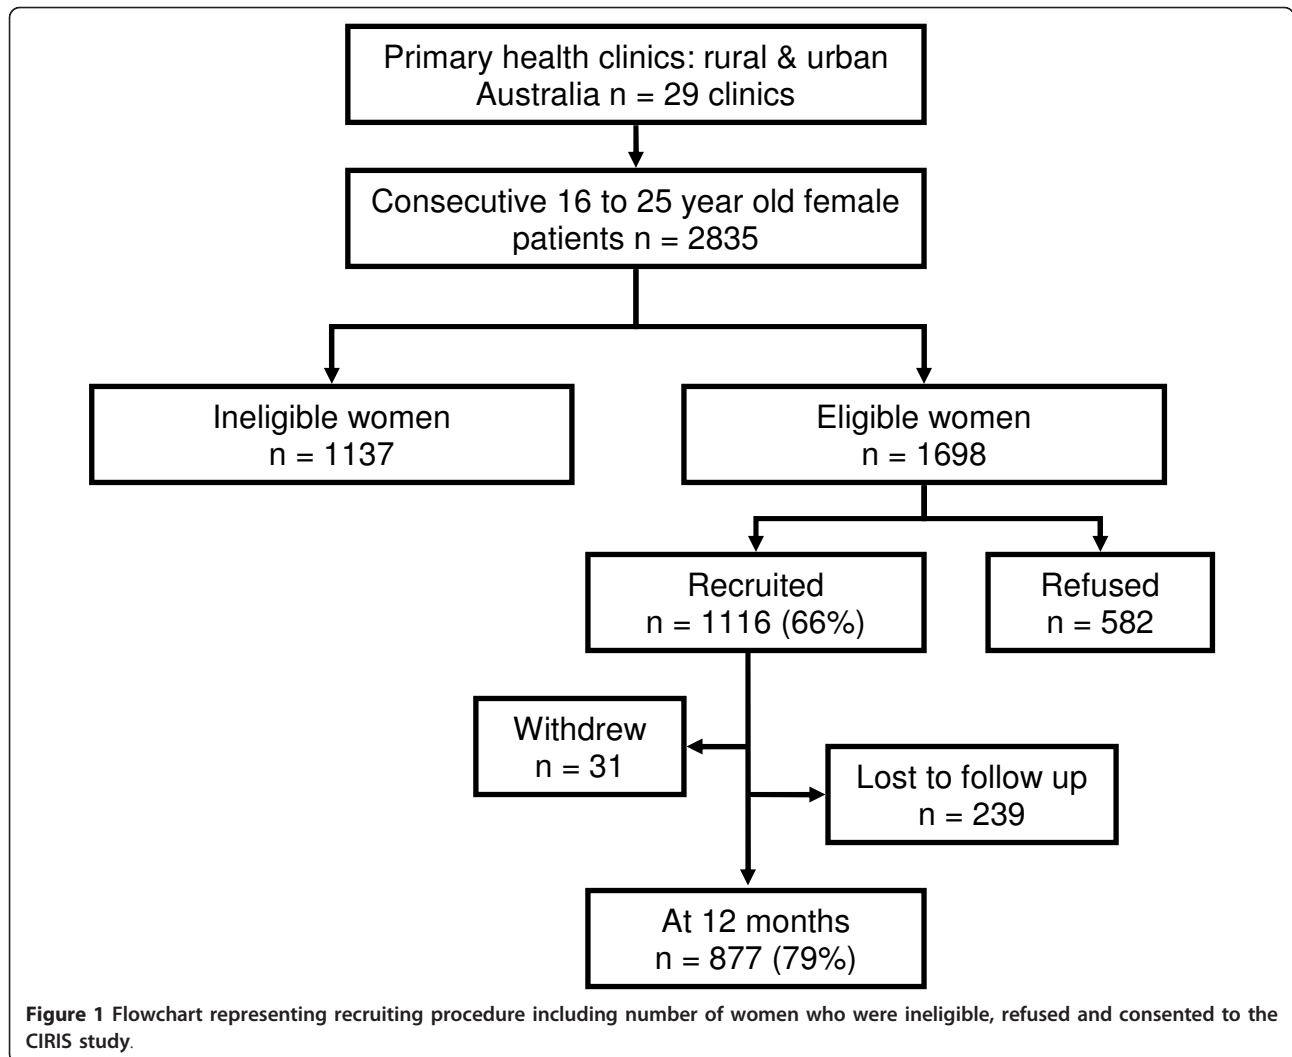 Primary health clinics: rural & urban
Australia n = 29 clinics
Consecutive 16 to 25 year old female
patients n = 2835
Ineligible women
n = 1137
Eligible women
n = 1698
Recruited
n = 1116 (66%)
Refused
n = 582
Withdrew
n = 31
Lost to follow up
n = 239
At 12 months
n = 877 (79%)
Figure 1 Flowchart representing recruiting procedure including number of women who were ineligible, refused and consented to the
CIRIS study.